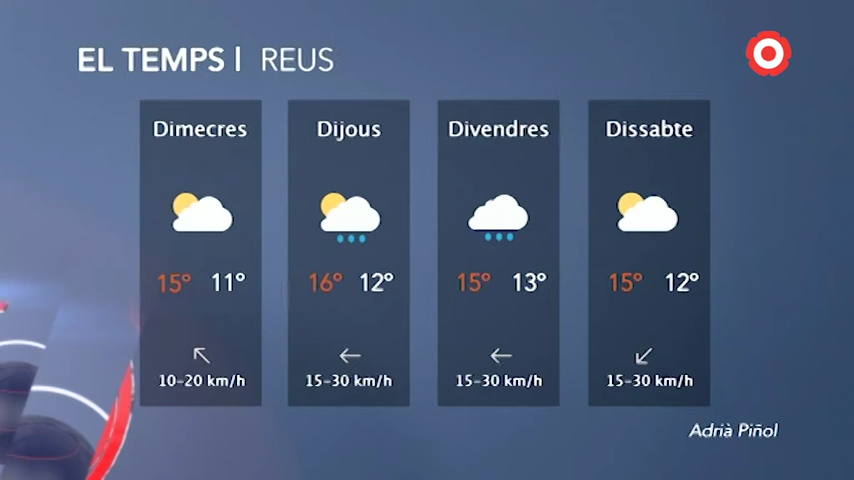 EL TEMPS | REUS
Dimecres
15° 11°
10-20 km/h
Dijous
16° 12°
15-30 km/h
Divendres
15° 13°
15-30 km/h
Dissabte
15° 12°
15-30 km/h
Adrià Piñol